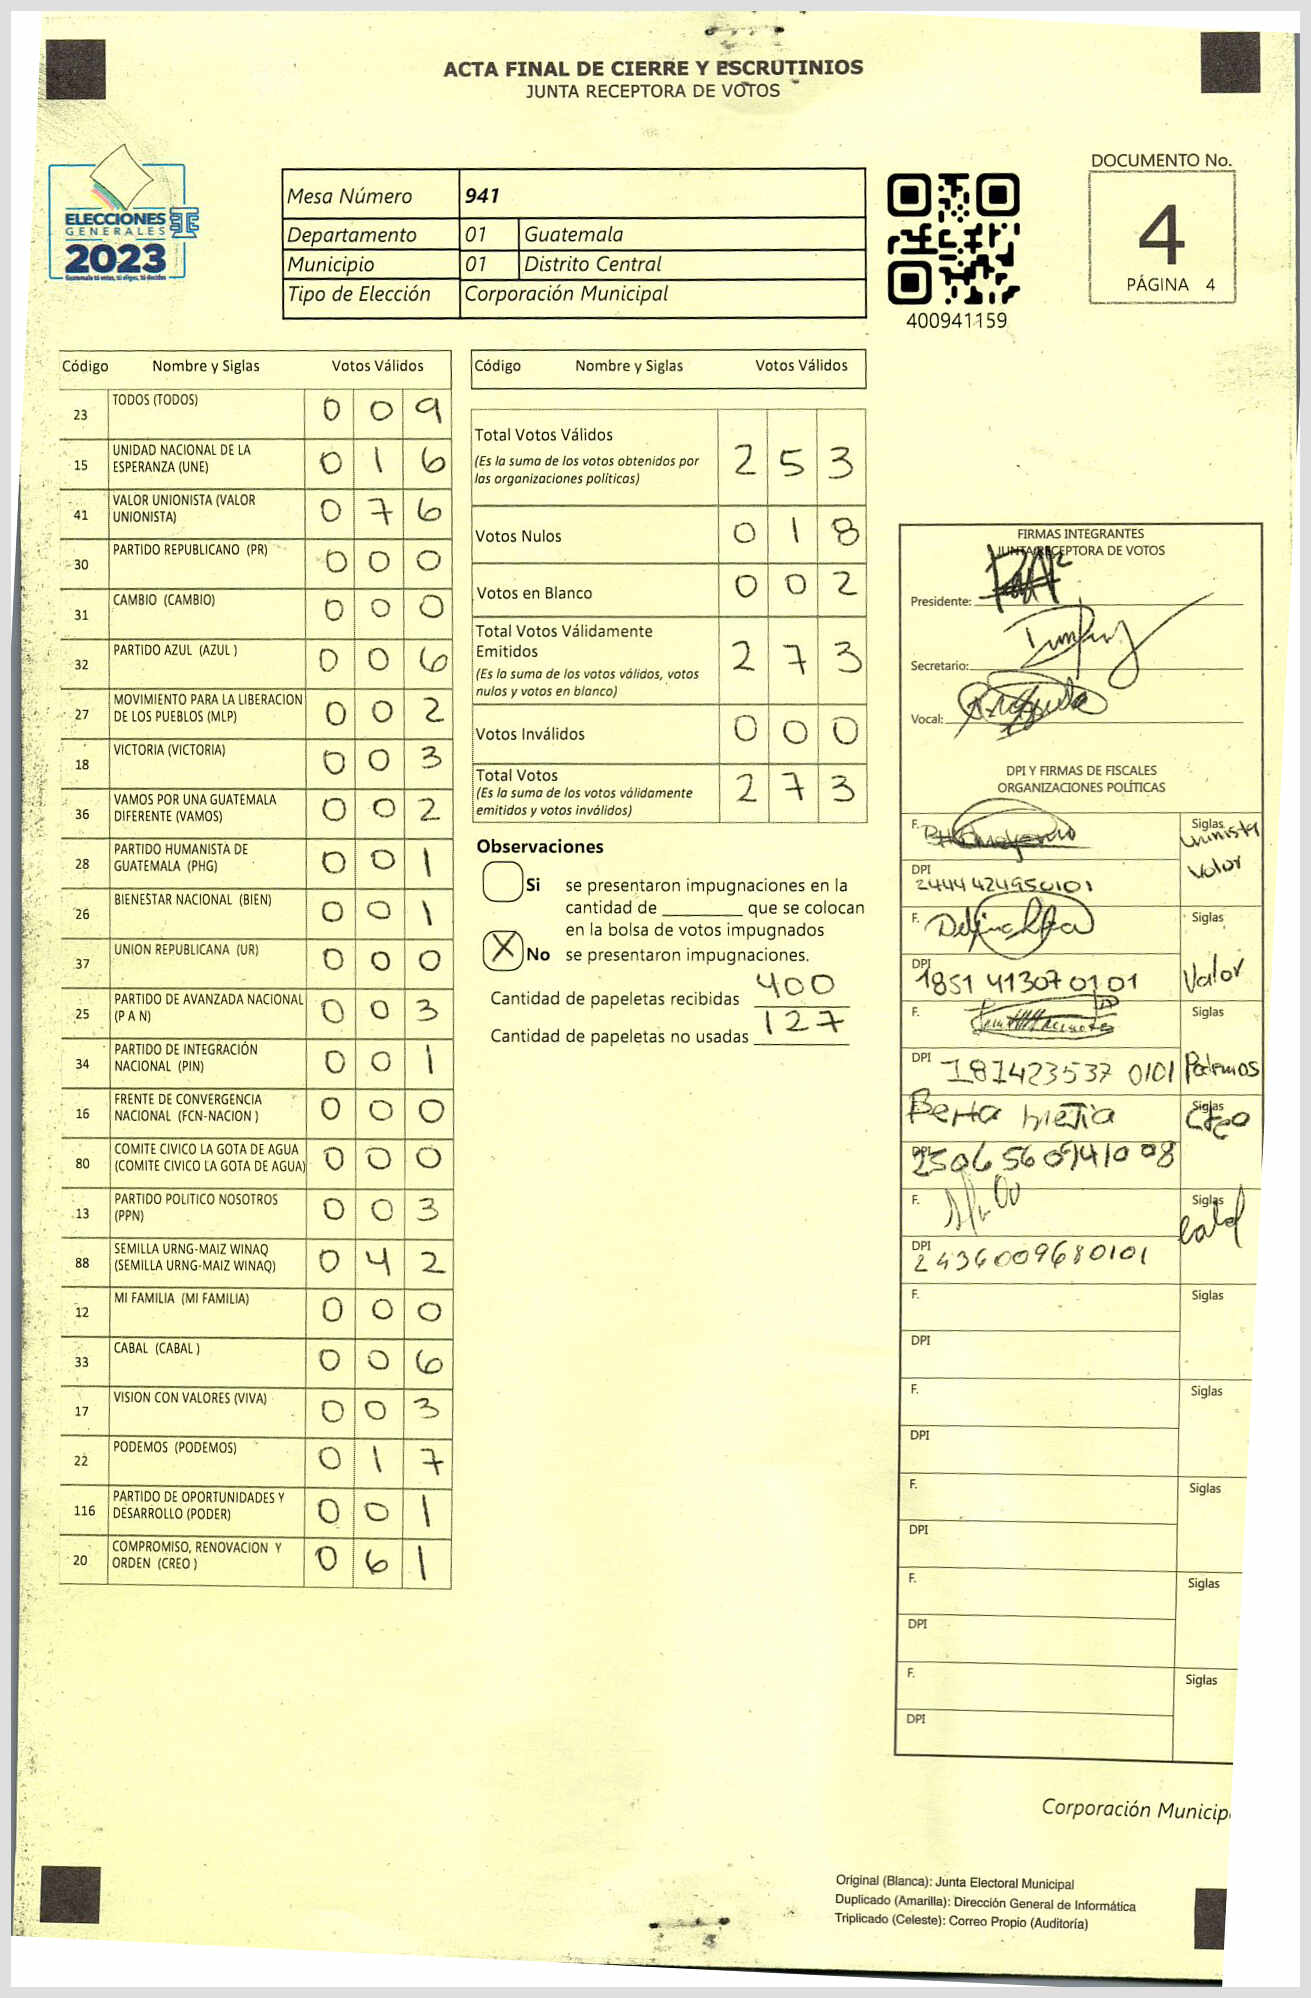 ACTA FINAL DE CIERRE Y ESCRUTINIOS
JUNTA RECEPTORA DE VOTOS
ELECCIONES
GENERALES
2023
Guatemala tú votas, tú eliges, tú decides
Mesa Número 941
Departamento 01 Guatemala
Municipio 01 Distrito Central
Tipo de Elección Corporación Municipal
400941159
DOCUMENTO No.
4
PÁGINA 4
Código Nombre y Siglas Votos Válidos
23 TODOS (TODOS) 0 0 9
15 UNIDAD NACIONAL DE LA
ESPERANZA (UNE) 0 1 6
41 VALOR UNIONISTA (VALOR
UNIONISTA) 0 7 6
30 PARTIDO REPUBLICANO (PR) 0 0 0
31 CAMBIO (CAMBIO) 0 0 0
32 PARTIDO AZUL (AZUL ) 0 0 6
27 MOVIMIENTO PARA LA LIBERACION
DE LOS PUEBLOS (MLP) 0 0 2
18 VICTORIA (VICTORIA) 0 0 3
36 VAMOS POR UNA GUATEMALA
DIFERENTE (VAMOS) 0 0 2
28 PARTIDO HUMANISTA DE
GUATEMALA (PHG) 0 0 1
26 BIENESTAR NACIONAL (BIEN) 0 0 1
37 UNION REPUBLICANA (UR) 0 0 0
25 PARTIDO DE AVANZADA NACIONAL
(P A N) 0 0 3
34 PARTIDO DE INTEGRACIÓN
NACIONAL (PIN) 0 0 1
16 FRENTE DE CONVERGENCIA
NACIONAL (FCN-NACION ) 0 0 0
80 COMITE CIVICO LA GOTA DE AGUA
(COMITE CIVICO LA GOTA DE AGUA) 0 0 0
13 PARTIDO POLITICO NOSOTROS
(PPN) 0 0 3
88 SEMILLA URNG-MAIZ WINAQ
(SEMILLA URNG-MAIZ WINAQ) 0 4 2
12 MI FAMILIA (MI FAMILIA) 0 0 0
33 CABAL (CABAL ) 0 0 6
17 VISION CON VALORES (VIVA) 0 0 3
22 PODEMOS (PODEMOS) 0 1 7
116 PARTIDO DE OPORTUNIDADES Y
DESARROLLO (PODER) 0 0 1
20 COMPROMISO, RENOVACION Y
ORDEN (CREO ) 0 6 1
Código Nombre y Siglas Votos Válidos
Total Votos Válidos
(Es la suma de los votos obtenidos por
las organizaciones políticas) 2 5 3
Votos Nulos 0 1 8
Votos en Blanco 0 0 2
Total Votos Válidamente
Emitidos
(Es la suma de los votos válidos, votos
nulos y votos en blanco) 2 7 3
Votos Inválidos 0 0 0
Total Votos
(Es la suma de los votos válidamente
emitidos y votos inválidos) 2 7 3
Observaciones
Si se presentaron impugnaciones en la
cantidad de ________ que se colocan
en la bolsa de votos impugnados
X No se presentaron impugnaciones.
Cantidad de papeletas recibidas 400
Cantidad de papeletas no usadas 127
FIRMAS INTEGRANTES
JUNTA RECEPTORA DE VOTOS
Presidente:
Secretario:
Vocal:
DPI Y FIRMAS DE FISCALES
ORGANIZACIONES POLÍTICAS
F. Siglas
Unionista
Valor
DPI
2444424950101
F. Siglas
DPI
1851 41307 0101 Valor
F. Siglas
DPI 181423537 0101 Podemos
F. Berta Siglas
Creo
DPI
F. Siglas
Cabal
DPI
2436009680101
F. Siglas
DPI
F. Siglas
DPI
F. Siglas
DPI
F. Siglas
DPI
F. Siglas
DPI
Corporación Municip
Original (Blanca): Junta Electoral Municipal
Duplicado (Amarilla): Dirección General de Informática
Triplicado (Celeste): Correo Propio (Auditoría)